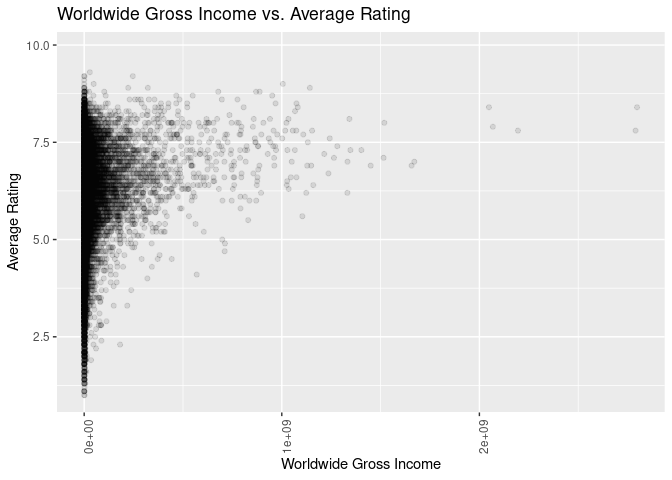 Worldwide Gross Income vs. Average Rating
10.0
7.5
5.0
2.5
Average Rating
0e+00
1e+09
2e+09
Worldwide Gross Income